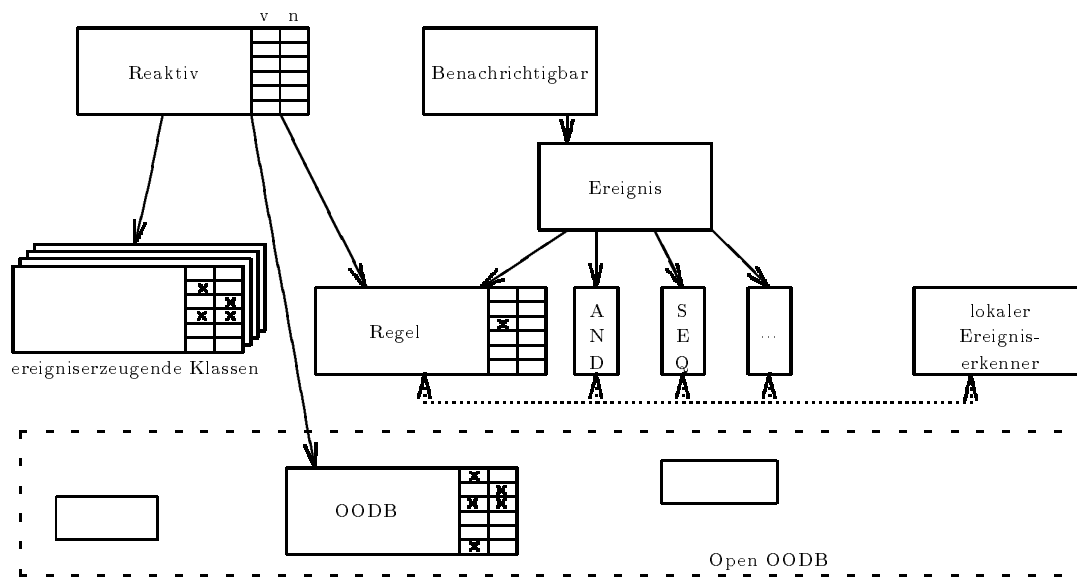 v n
Reaktiv
Benachrichtigbar
Ereignis
ereigniserzeugende Klassen
x
x
x x
Regel
x
A
N
D
S
E
Q
...
lokaler
Ereignis-
erkenner
OODB
x
x
x x
x
Open OODB